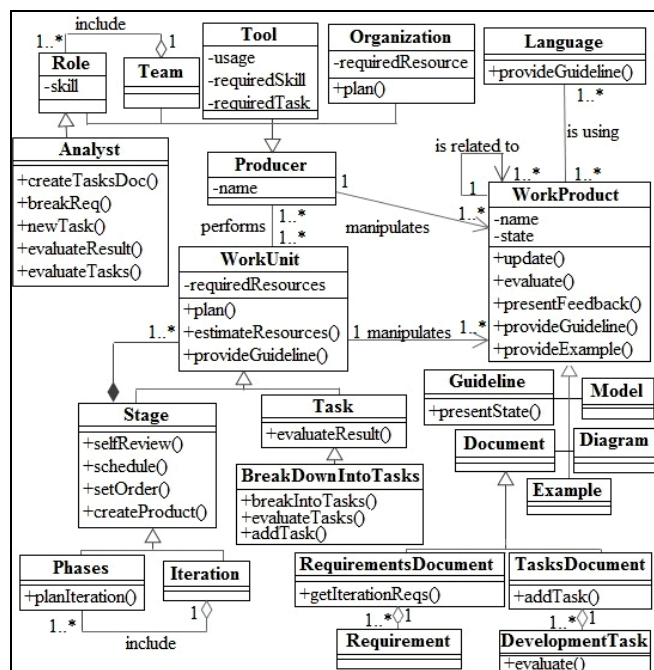 include
1..*
1
Role
-skill
Team
Tool
-usage
-requiredSkill
-requiredTask
Organization
-requiredResource
+plan()
Language
+provideGuideline()
1..*
is using
1..*
is related to
1
1..*
Analyst
+createTasksDoc()
+breakReq()
+newTask()
+evaluateResult()
+evaluateTasks()
Producer
-name
1
manipulates
1..*
1..*
performs
1..*
WorkProduct
-name
-state
+update()
+evaluate()
+presentFeedback()
+provideGuideline()
+provideExample()
WorkUnit
-requiredResources
+plan()
+estimateResources()
+provideGuideline()
1..*
1 manipulates
1..*
Stage
+selfReview()
+schedule()
+setOrder()
+createProduct()
Task
+evaluateResult()
BreakDownIntoTasks
+breakIntoTasks()
+evaluateTasks()
+addTask()
Guideline
+presentState()
Model
Document
Diagram
Example
Phases
+planIteration()
1..*
include
Iteration
1
RequirementsDocument
+getIterationReqs()
1..*
1
Requirement
TasksDocument
+addTask()
1..*
1
DevelopmentTask
+evaluate()